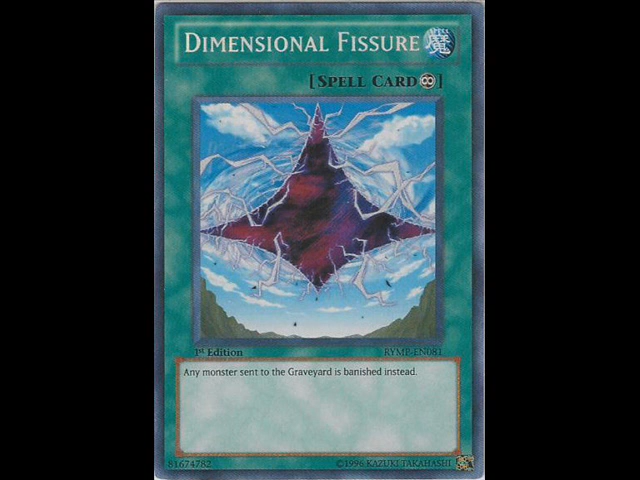 DIMENSIONAL FISSURE 魔
[SPELL CARD∞]
1st Edition RYMP-EN081
Any monster sent to the Graveyard is banished instead.
81674782 ©1996 KAZUKI TAKAHASHI